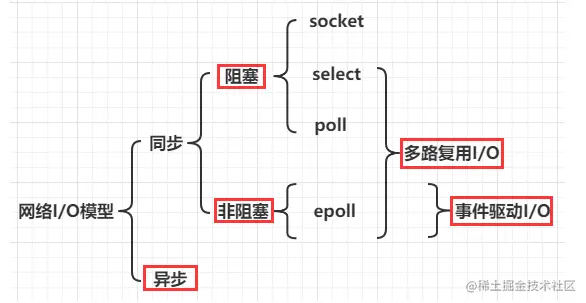 socket
阻塞
select
poll
同步
多路复用I/O
网络I/O模型
非阻塞
epoll
事件驱动I/O
异步
@稀土掘金技术社区